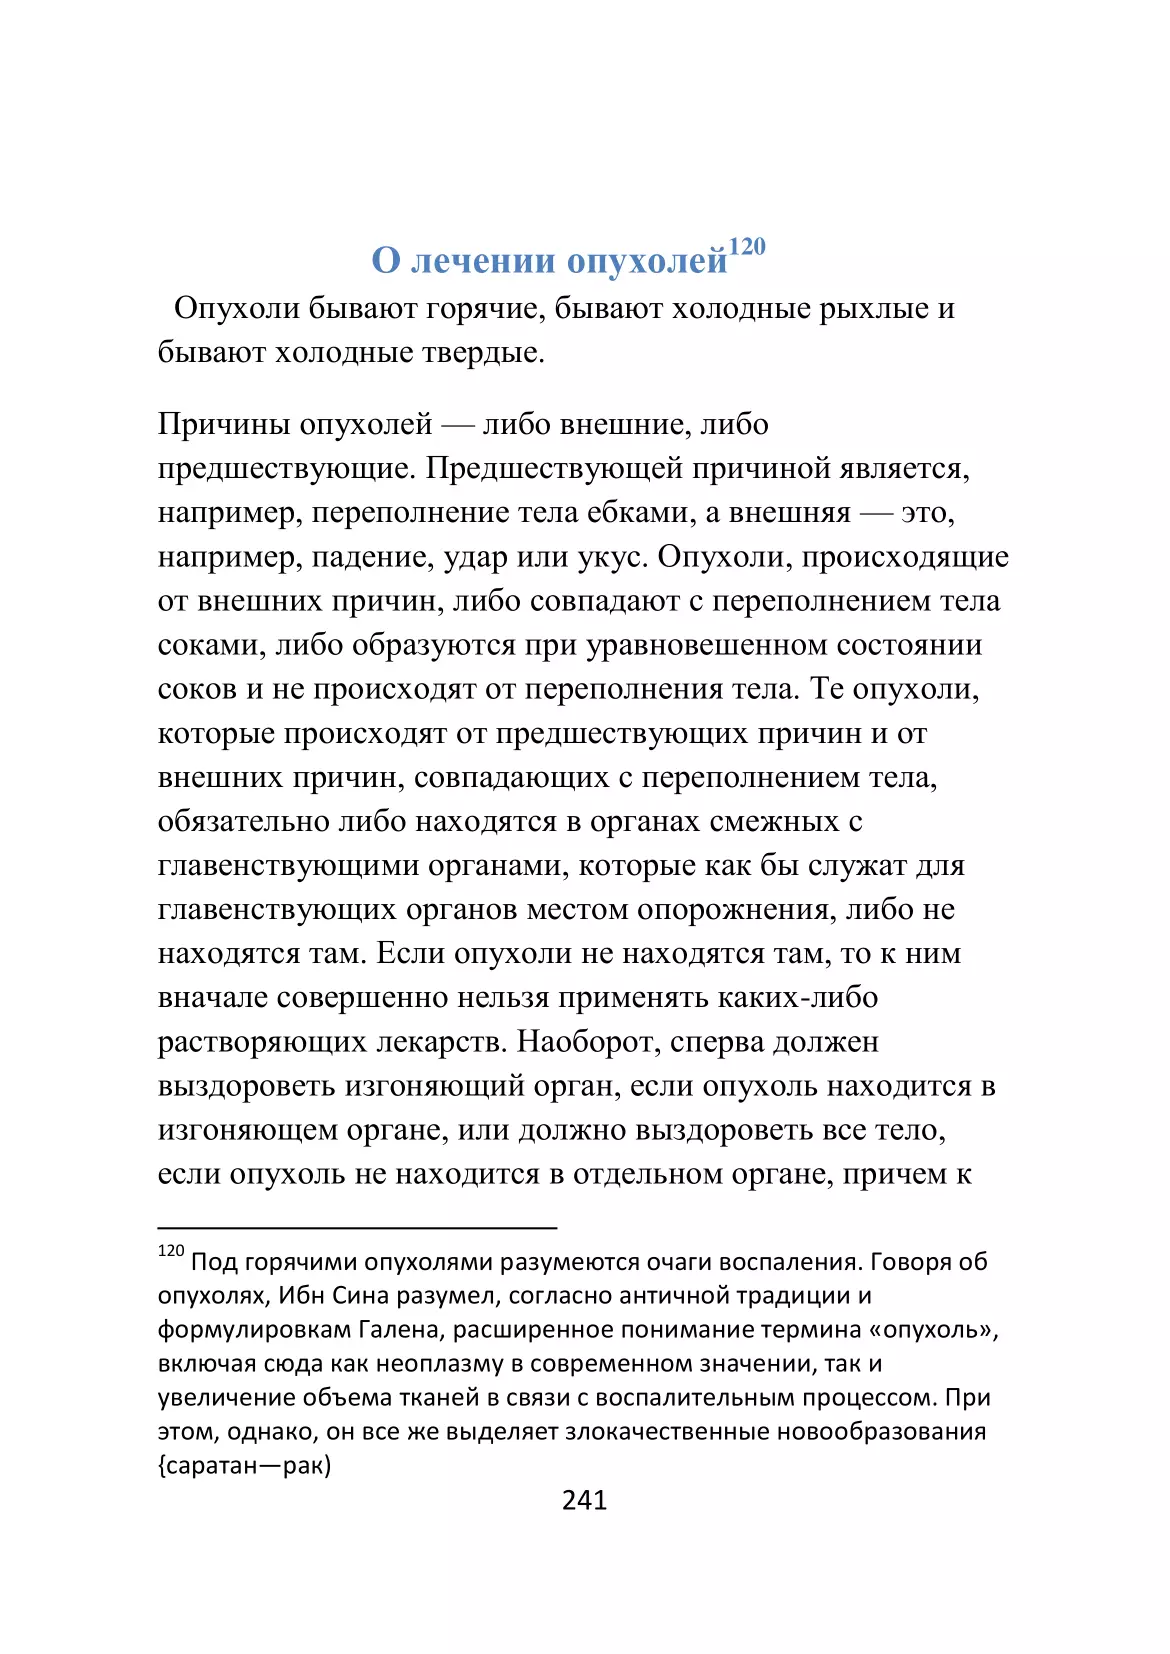 О лечении опухолей120
Опухоли бывают горячие, бывают холодные рыхлые и
бывают холодные твердые.
Причины опухолей — либо внешние, либо
предшествующие. Предшествующей причиной является,
например, переполнение тела ебками, а внешняя — это,
например, падение, удар или укус. Опухоли, происходящие
от внешних причин, либо совпадают с переполнением тела
соками, либо образуются при уравновешенном состоянии
соков и не происходят от переполнения тела. Те опухоли,
которые происходят от предшествующих причин и от
внешних причин, совпадающих с переполнением тела,
обязательно либо находятся в органах смежных с
главенствующими органами, которые как бы служат для
главенствующих органов местом опорожнения, либо не
находятся там. Если опухоли не находятся там, то к ним
вначале совершенно нельзя применять каких-либо
растворяющих лекарств. Наоборот, сперва должен
выздороветь изгоняющий орган, если опухоль находится в
изгоняющем органе, или должно выздороветь все тело,
если опухоль не находится в отдельном органе, причем к
120 Под горячими опухолями разумеются очаги воспаления. Говоря об
опухолях, Ибн Сина разумел, согласно античной традиции и
формулировкам Галена, расширенное понимание термина «опухоль»,
включая сюда как неоплазму в современном значении, так и
увеличение объема тканей в связи с воспалительным процессом. При
этом, однако, он все же выделяет злокачественные новообразования
{саратан—рак)
241